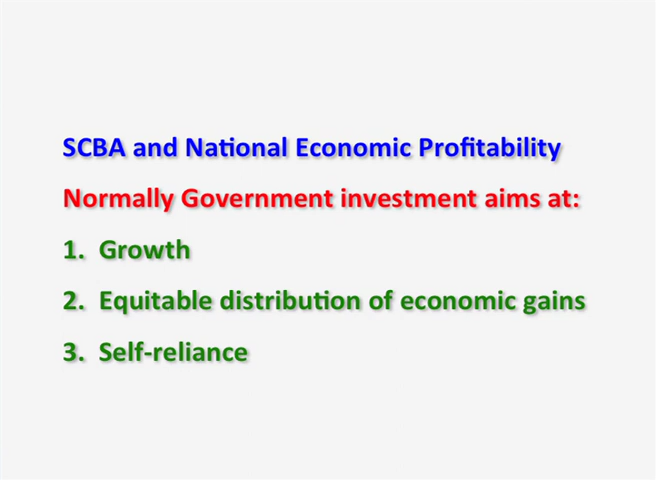 SCBA and National Economic Profitability
Normally Government investment aims at:
1. Growth
2. Equitable distribution of economic gains
3. Self-reliance